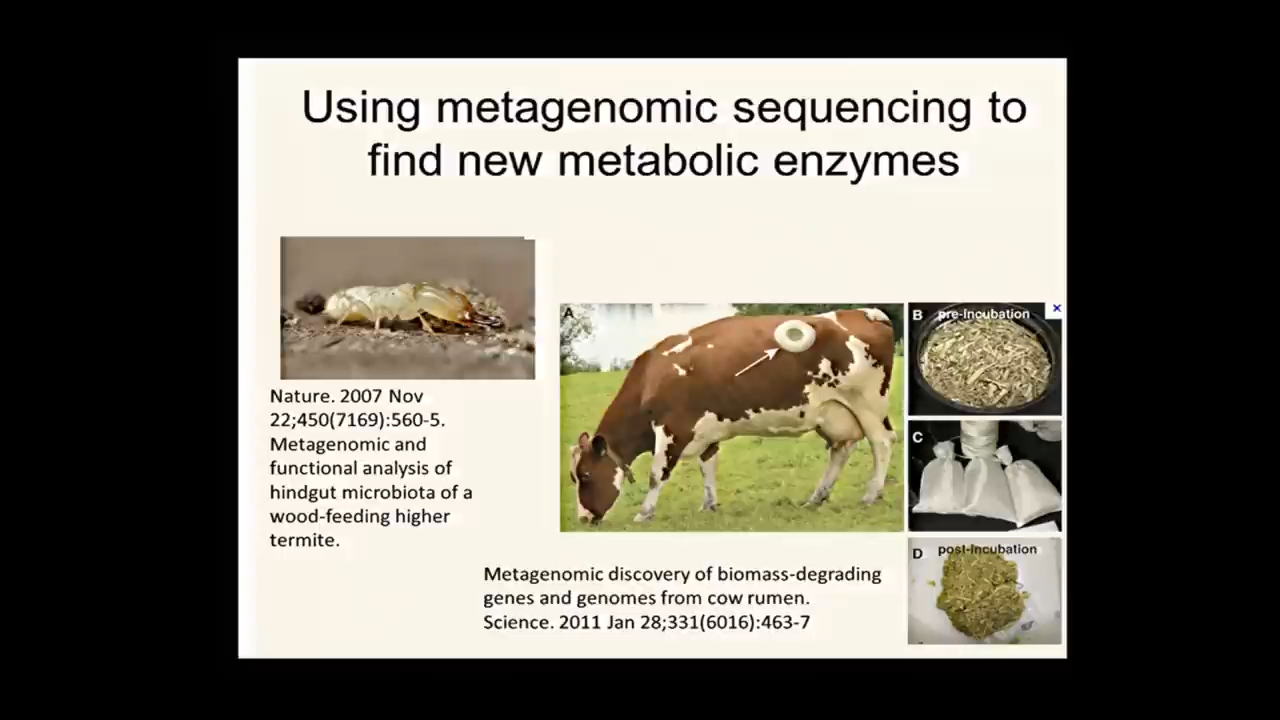 Using metagenomic sequencing to
find new metabolic enzymes
Nature. 2007 Nov
22;450(7169):560-5.
Metagenomic and
functional analysis of
hindgut microbiota of a
wood-feeding higher
termite.
A
B pre-incubation
C
D post-incubation
Metagenomic discovery of biomass-degrading
genes and genomes from cow rumen.
Science. 2011 Jan 28;331(6016):463-7